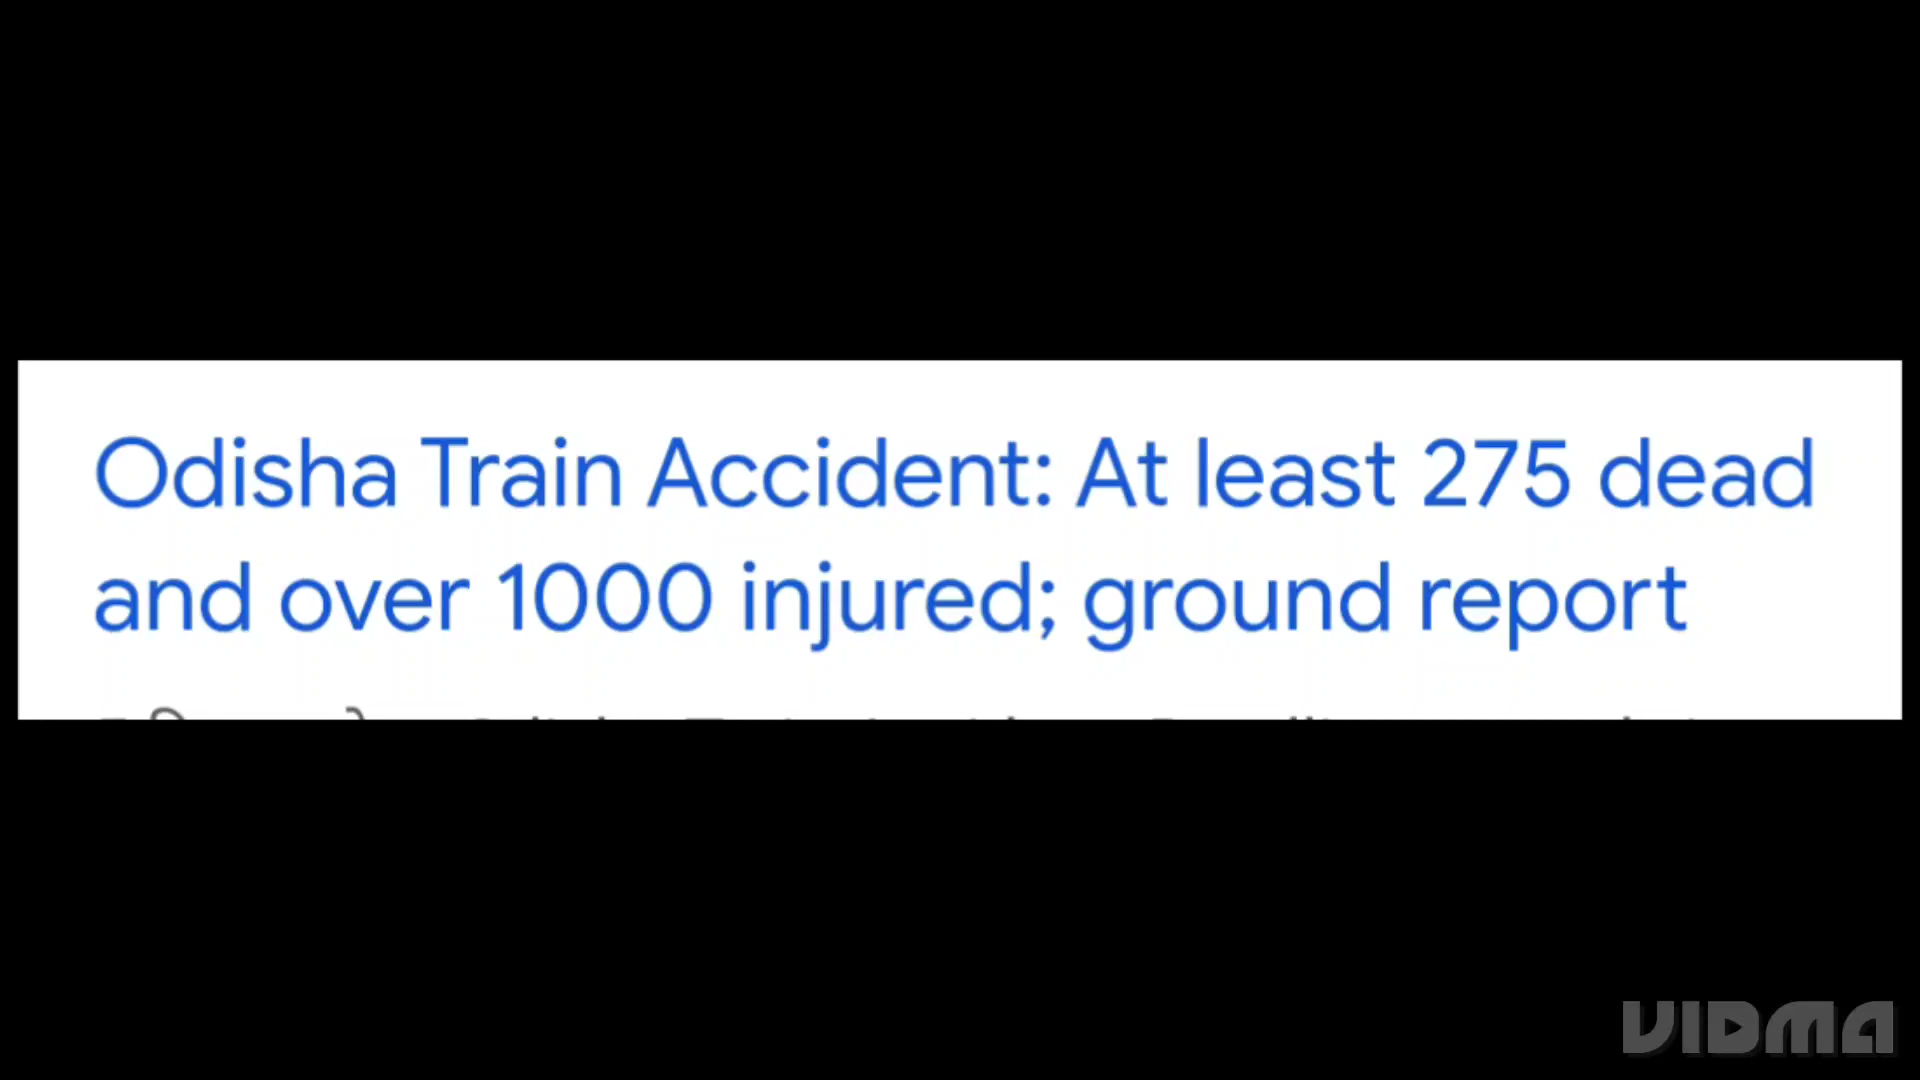 Odisha Train Accident: At least 275 dead
and over 1000 injured; ground report
VIDMA